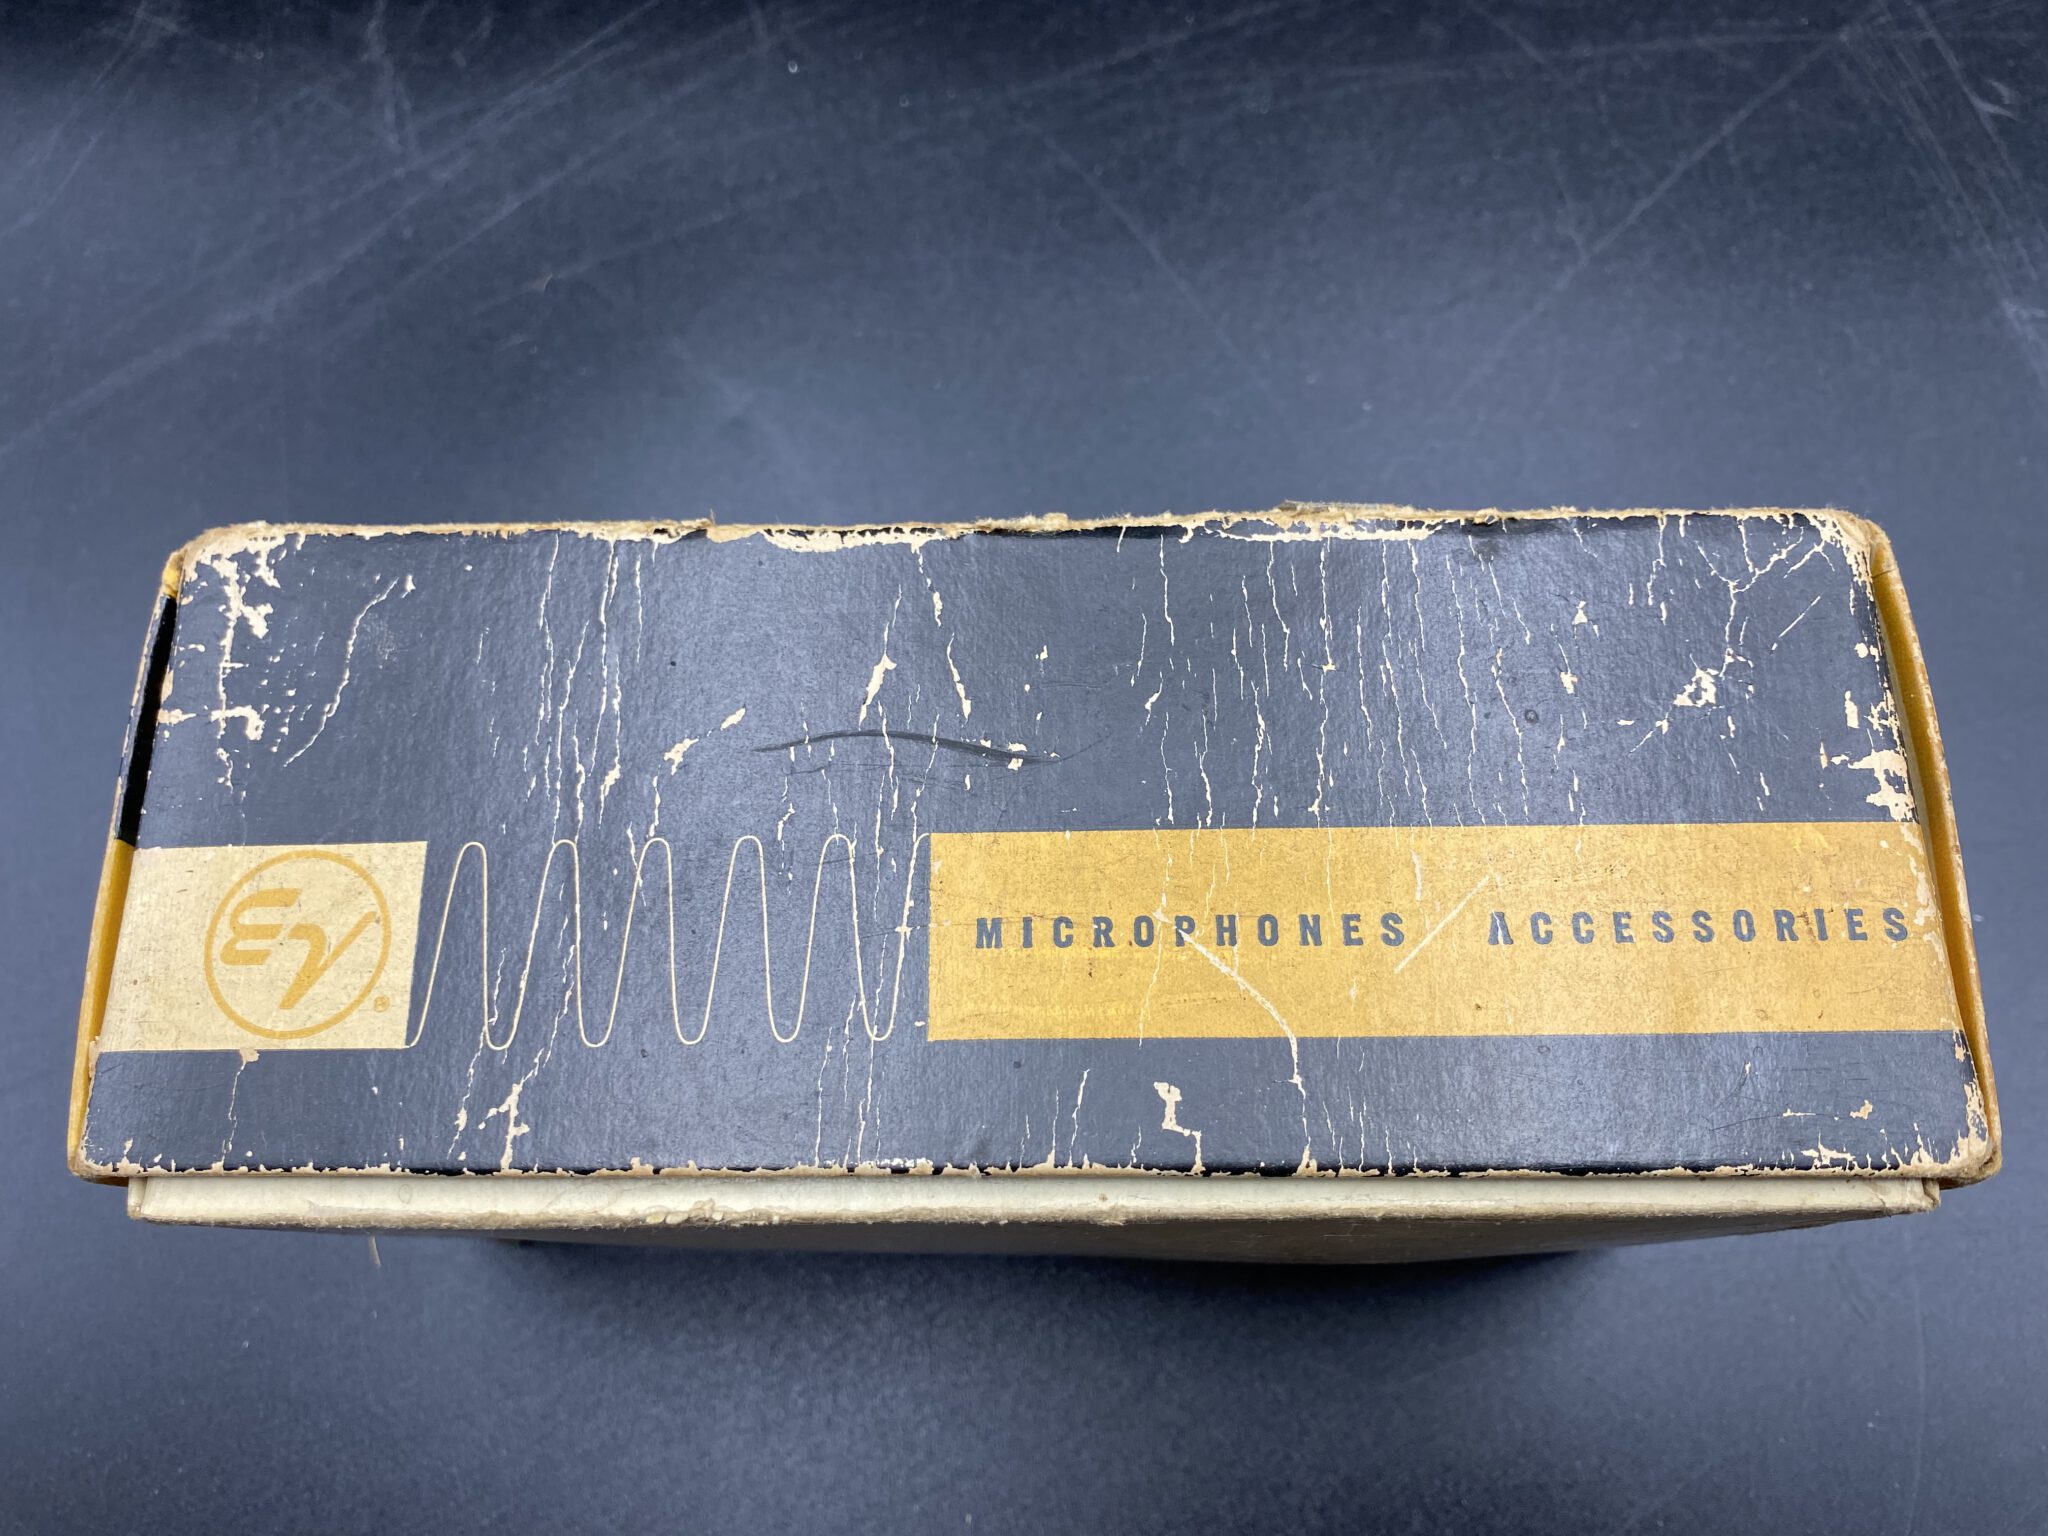 EV ®
MICROPHONES / ACCESSORIES